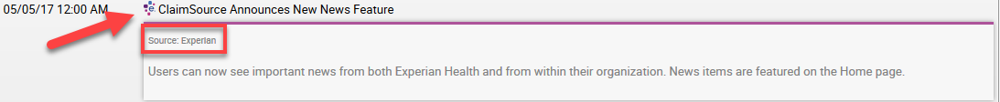 05/05/17 12:00 AM e ClaimSource Announces New News Feature
Source: Experian
Users can now see important news from both Experian Health and from within their organization. News items are featured on the Home page.